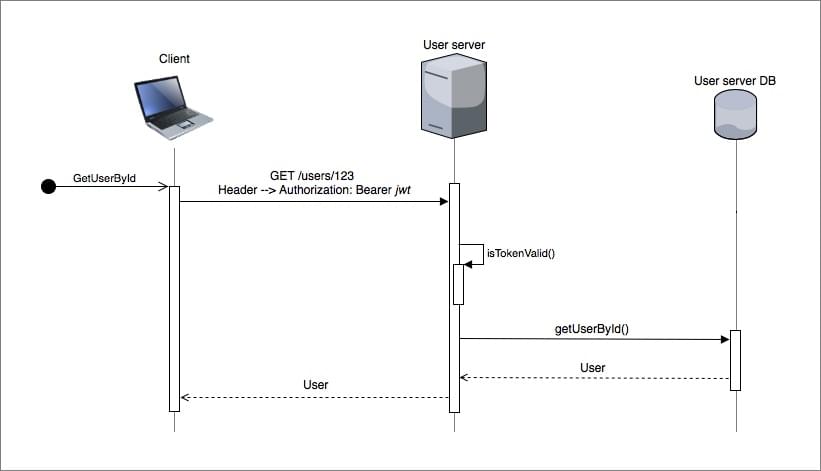 User server
Client
User server DB
GetUserById
GET /users/123
Header --> Authorization: Bearer jwt
isTokenValid()
getUserById()
User
User